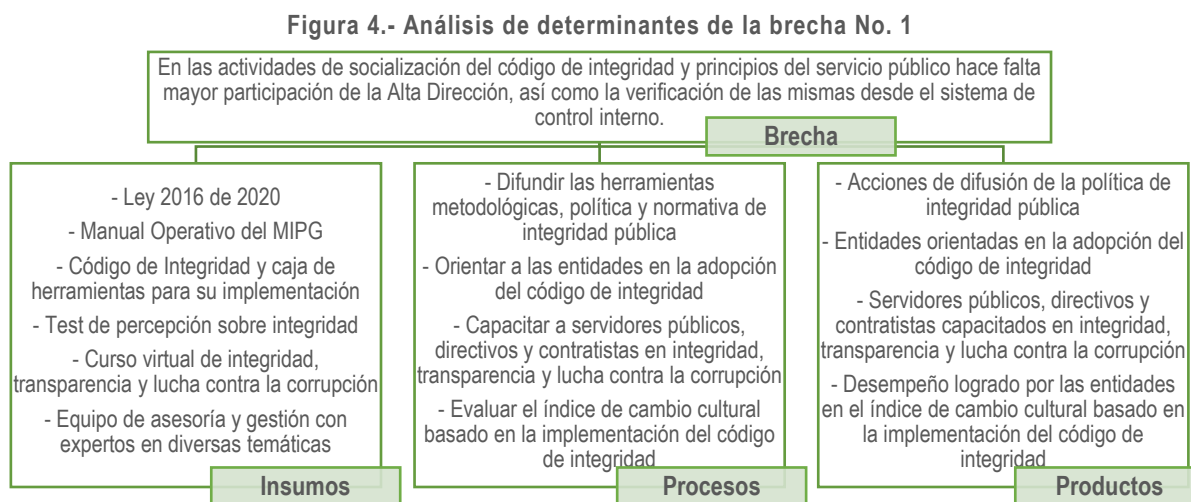 Figura 4.- Análisis de determinantes de la brecha No. 1
En las actividades de socialización del código de integridad y principios del servicio público hace falta
mayor participación de la Alta Dirección, así como la verificación de las mismas desde el sistema de
control interno.
Brecha
- Ley 2016 de 2020
- Manual Operativo del MIPG
- Código de Integridad y caja de
herramientas para su implementación
- Test de percepción sobre integridad
- Curso virtual de integridad,
transparencia y lucha contra la corrupción
- Equipo de asesoría y gestión con
expertos en diversas temáticas
Insumos
- Difundir las herramientas
metodológicas, política y normativa de
integridad pública
- Orientar a las entidades en la adopción
del código de integridad
- Capacitar a servidores públicos,
directivos y contratistas en integridad,
transparencia y lucha contra la corrupción
- Evaluar el índice de cambio cultural
basado en la implementación del código
de integridad
Procesos
- Acciones de difusión de la política de
integridad pública
- Entidades orientadas en la adopción del
código de integridad
- Servidores públicos, directivos y
contratistas capacitados en integridad,
transparencia y lucha contra la corrupción
- Desempeño logrado por las entidades
en el índice de cambio cultural basado en
la implementación del código de
integridad
Productos